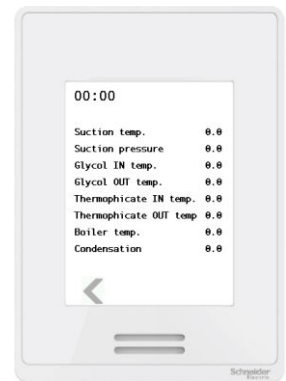 00:00
Suction temp. 0.0
Suction pressure 0.0
Glycol IN temp. 0.0
Glycol OUT temp. 0.0
Thermophicate IN temp. 0.0
Thermophicate OUT temp 0.0
Boiler temp. 0.0
Condensation 0.0
Schneider
Electric